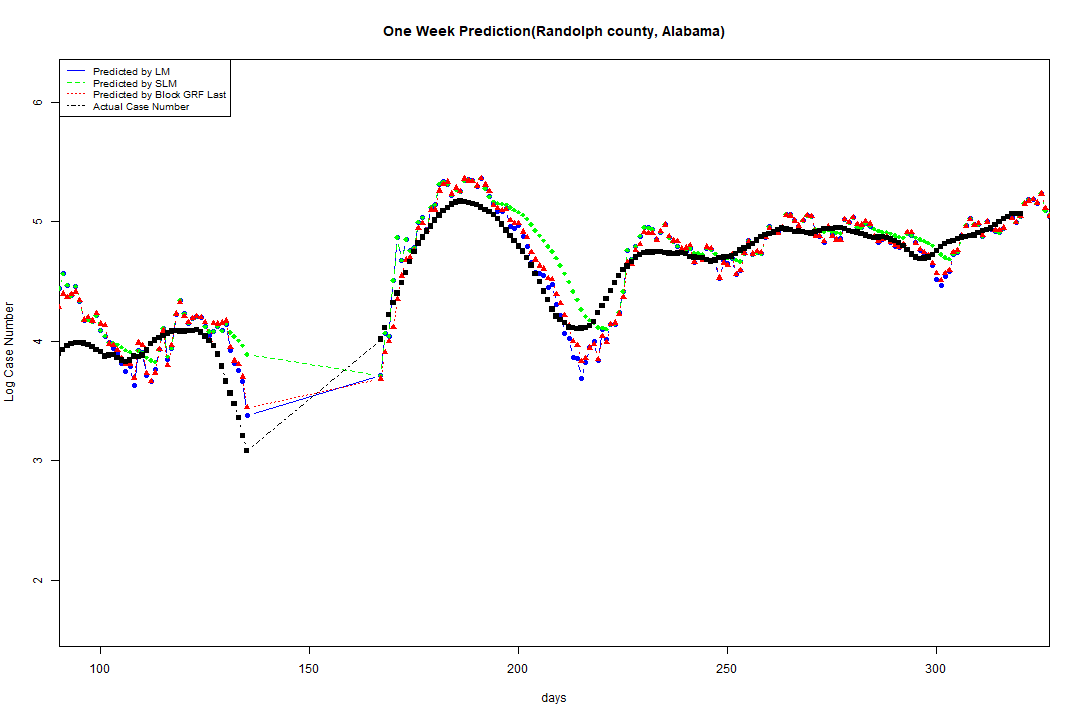 One Week Prediction(Randolph county, Alabama)
Predicted by LM
Predicted by SLM
Predicted by Block GRF Last
Actual Case Number
6
5
4
3
2
Log Case Number
100 150 200 250 300
days